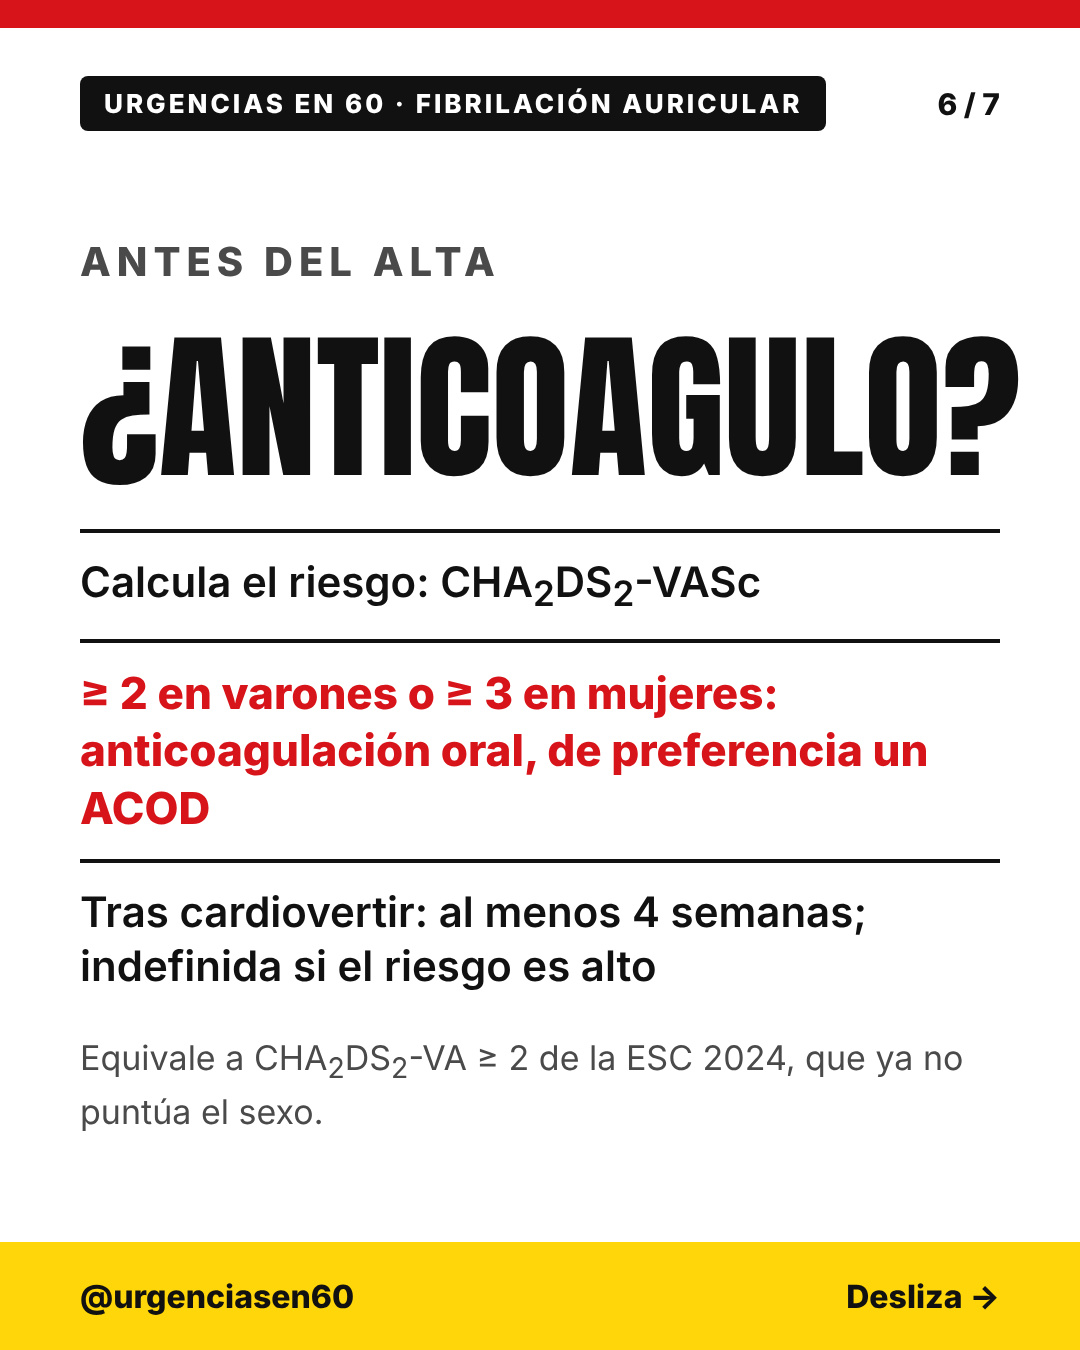 URGENCIAS EN 60 · FIBRILACIÓN AURICULAR
6 / 7
ANTES DEL ALTA
¿ANTICOAGULO?
Calcula el riesgo: CHA₂DS₂-VASc
≥ 2 en varones o ≥ 3 en mujeres:
anticoagulación oral, de preferencia un
ACOD
Tras cardiovertir: al menos 4 semanas;
indefinida si el riesgo es alto
Equivale a CHA₂DS₂-VA ≥ 2 de la ESC 2024, que ya no
puntúa el sexo.
@urgenciasen60
Desliza →